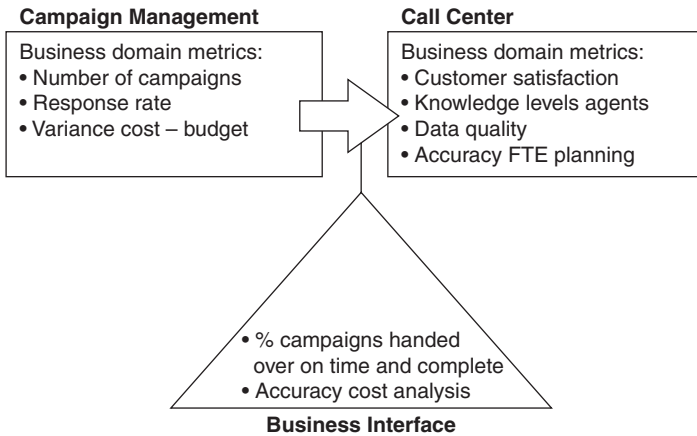 Campaign Management
Business domain metrics:
• Number of campaigns
• Response rate
• Variance cost – budget
Call Center
Business domain metrics:
• Customer satisfaction
• Knowledge levels agents
• Data quality
• Accuracy FTE planning
• % campaigns handed
over on time and complete
• Accuracy cost analysis
Business Interface